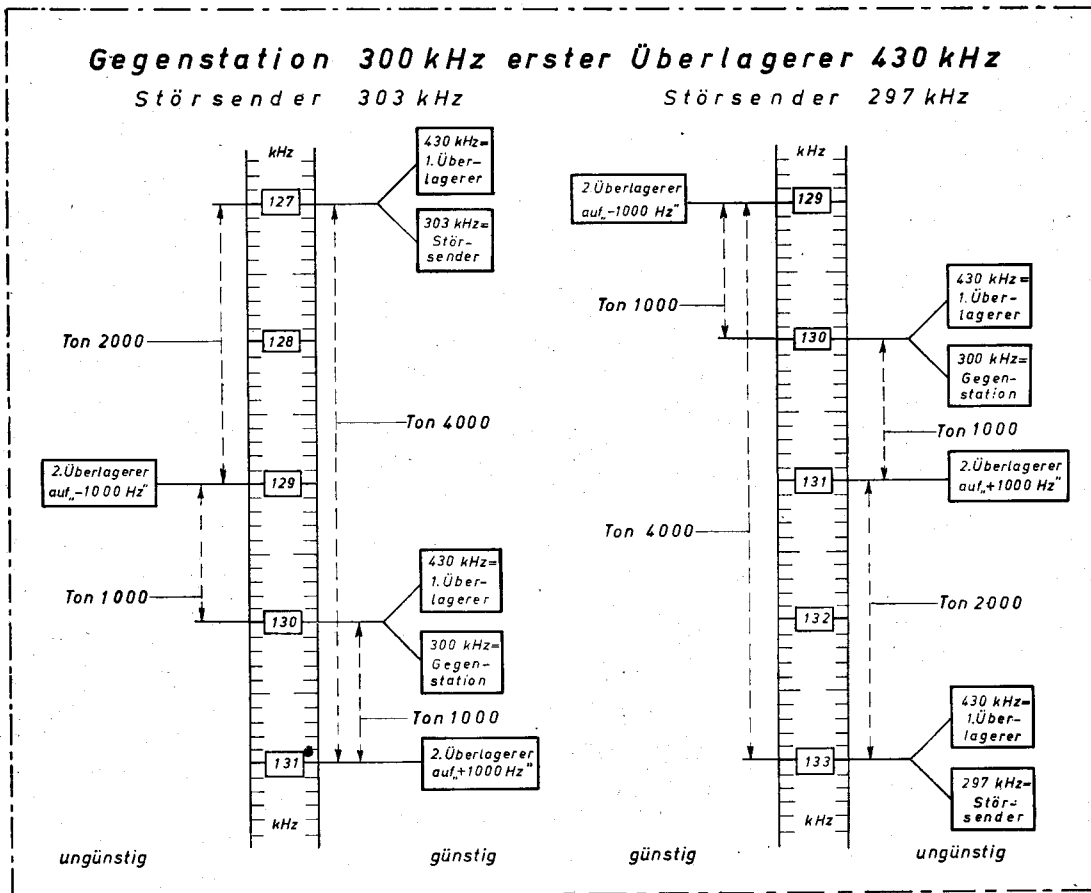 Gegenstation 300 kHz erster Überlagerer 430 kHz
Störsender 303 kHz
kHz
127
128
129
130
131
kHz
430 kHz=
1. Über-
lagerer
303 kHz=
Stör-
sender
Ton 2000
Ton 4000
2. Überlagerer
auf „-1000 Hz"
Ton 1000
430 kHz=
1. Über-
lagerer
300 kHz=
Gegen-
station
Ton 1000
2. Überlagerer
auf „+1000 Hz"
ungünstig
günstig
Störsender 297 kHz
kHz
129
130
131
132
133
2. Überlagerer
auf „-1000 Hz"
Ton 1000
430 kHz=
1. Über-
lagerer
300 kHz=
Gegen-
station
Ton 1000
2. Überlagerer
auf „+1000 Hz"
Ton 4000
Ton 2000
430 kHz=
1. Über-
lagerer
297 kHz=
Stör-
sender
günstig
ungünstig